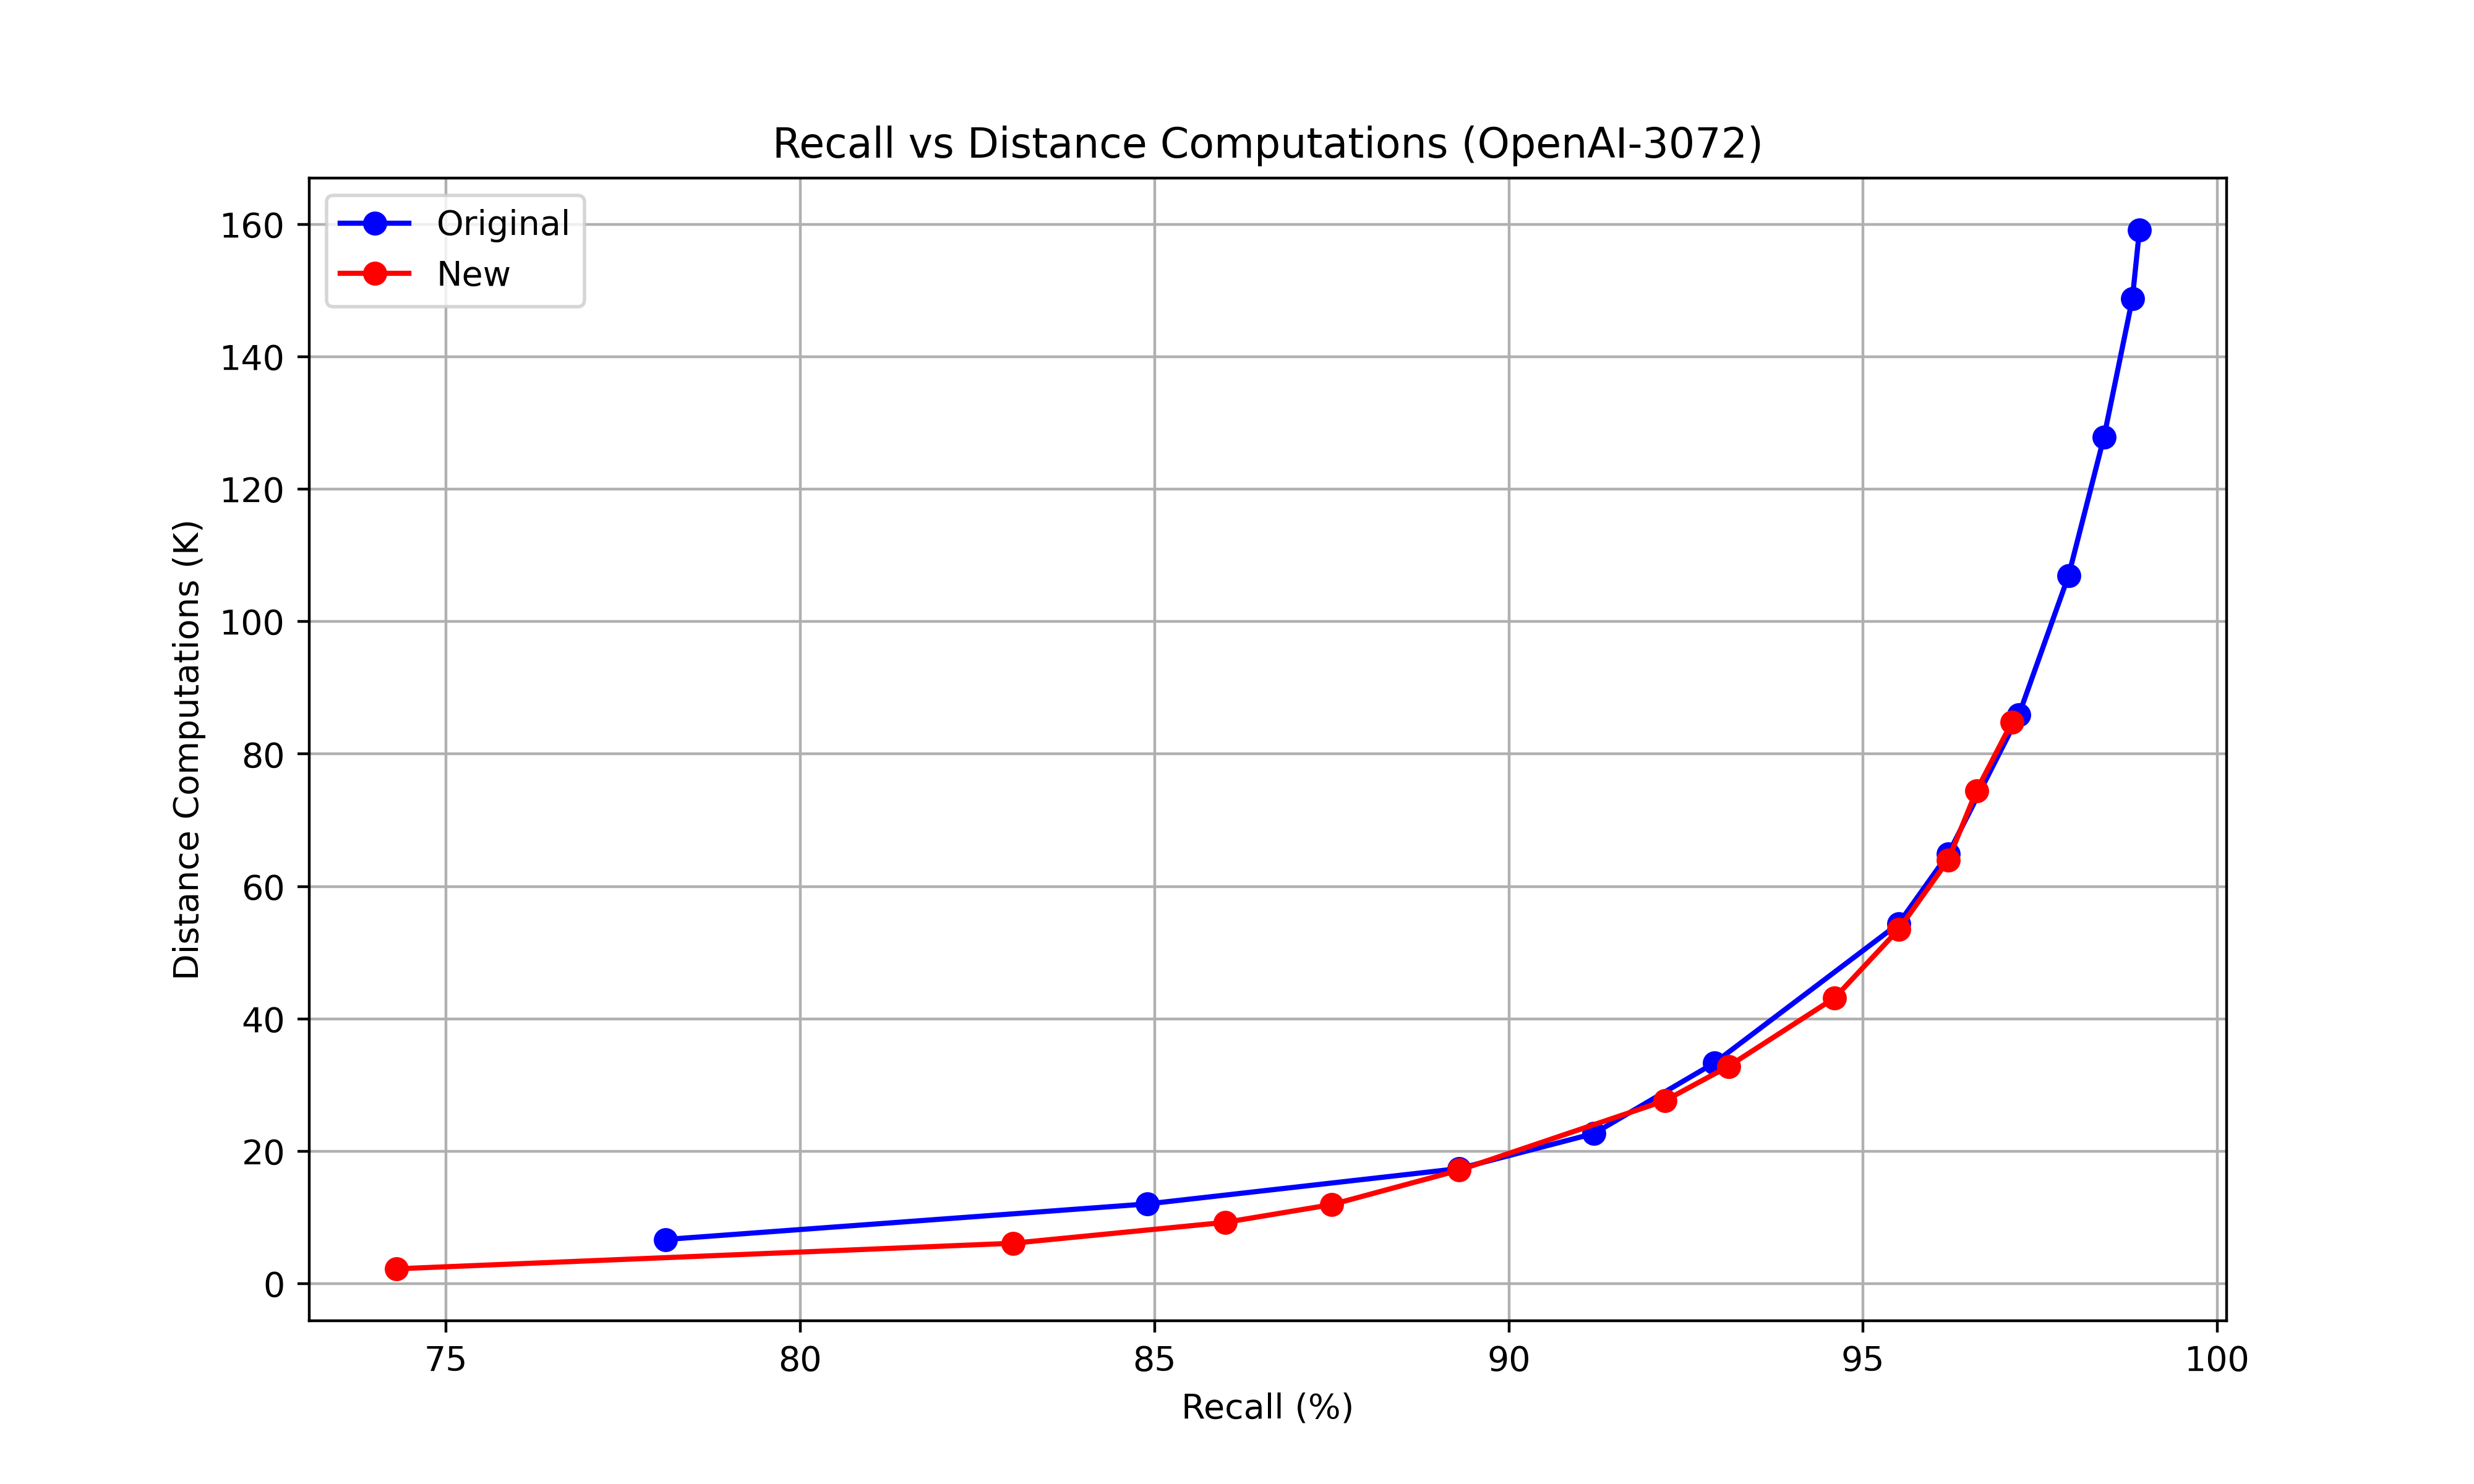 Recall vs Distance Computations (OpenAI-3072)
Original
New
Distance Computations (K)
160
140
120
100
80
60
40
20
0
75 80 85 90 95 100
Recall (%)